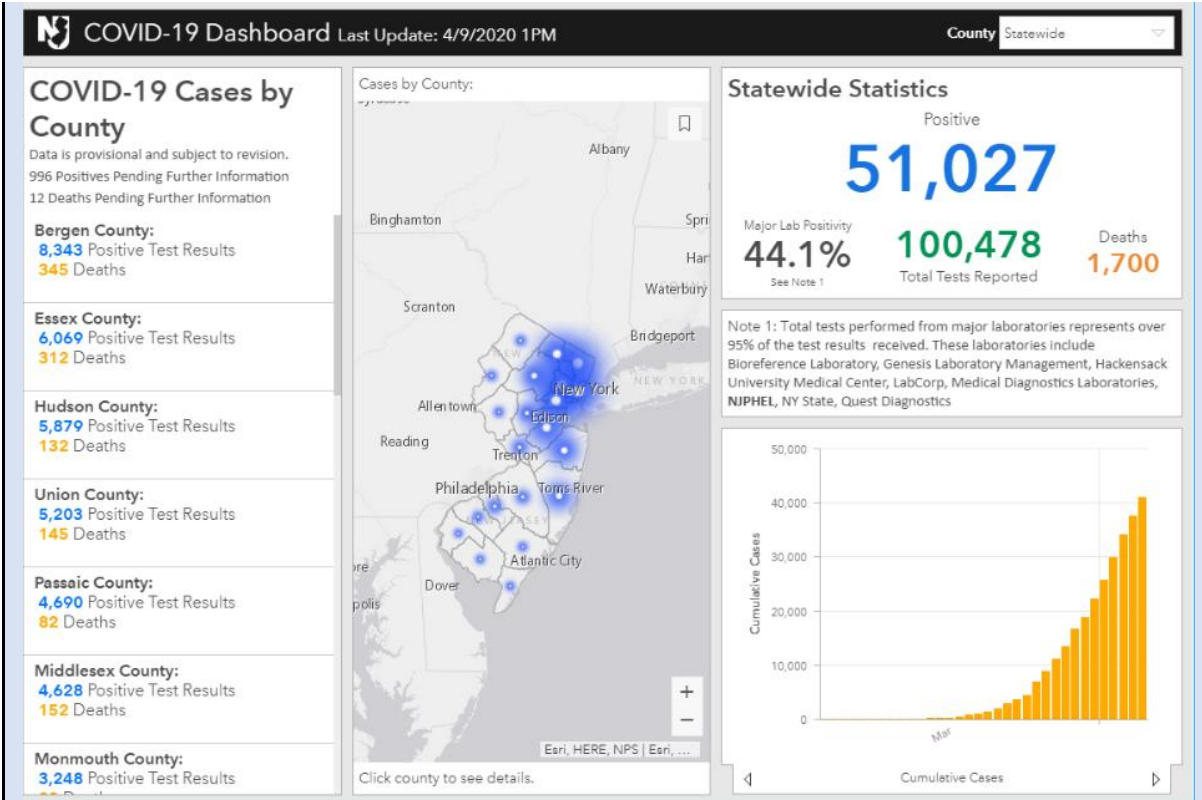 NJ COVID-19 Dashboard Last Update: 4/9/2020 1PM
County Statewide
COVID-19 Cases by
County
Data is provisional and subject to revision.
996 Positives Pending Further Information
12 Deaths Pending Further Information
Bergen County:
8,343 Positive Test Results
345 Deaths
Essex County:
6,069 Positive Test Results
312 Deaths
Hudson County:
5,879 Positive Test Results
132 Deaths
Union County:
5,203 Positive Test Results
145 Deaths
Passaic County:
4,690 Positive Test Results
82 Deaths
Middlesex County:
4,628 Positive Test Results
152 Deaths
Monmouth County:
3,248 Positive Test Results
Cases by County:
Albany
Binghamton
Spri
Har
Waterbury
Scranton
Bridgeport
NEW YORK
New York
Allentown
Edison
Reading
Trenton
Philadelphia
Toms River
NEW JERSEY
Atlantic City
Dover
ore
polis
+
−
Esri, HERE, NPS | Esri, ...
Click county to see details.
Statewide Statistics
Positive
51,027
Major Lab Positivity
44.1%
See Note 1
100,478
Total Tests Reported
Deaths
1,700
Note 1: Total tests performed from major laboratories represents over
95% of the test results received. These laboratories include
Bioreference Laboratory, Genesis Laboratory Management, Hackensack
University Medical Center, LabCorp, Medical Diagnostics Laboratories,
NJPHEL, NY State, Quest Diagnostics
50,000
40,000
30,000
20,000
10,000
0
Cumulative Cases
Mar
Cumulative Cases